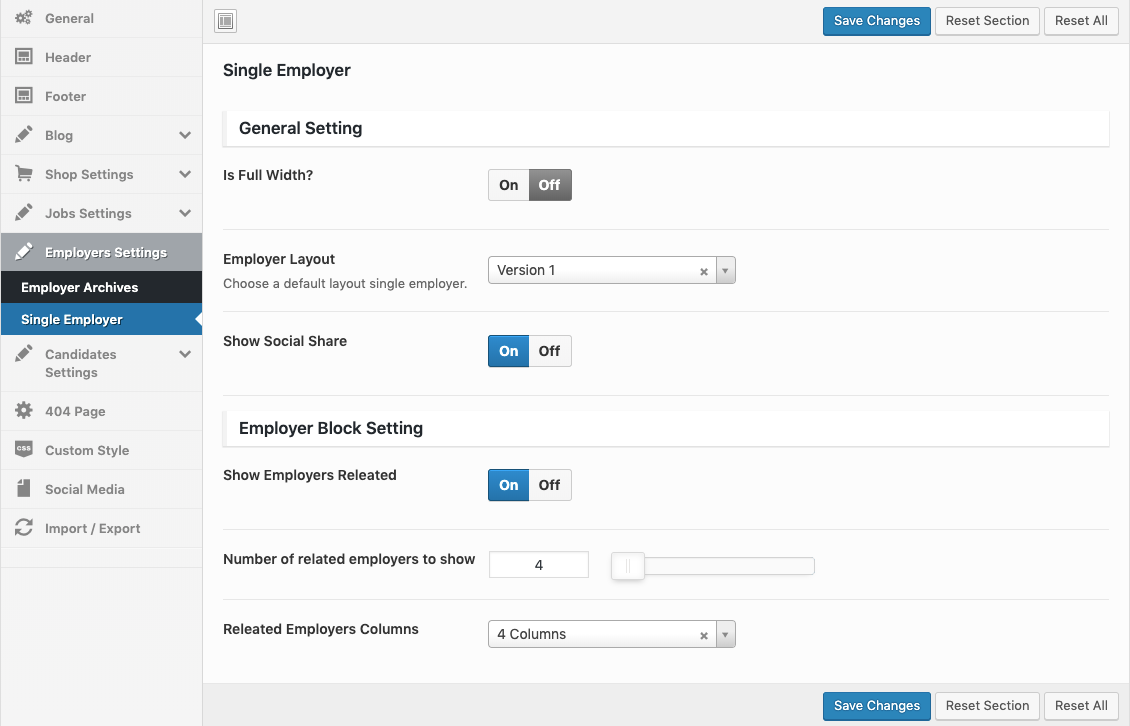 General
Header
Footer
Blog
Shop Settings
Jobs Settings
Employers Settings
Employer Archives
Single Employer
Candidates
Settings
404 Page
css
Custom Style
Social Media
Import / Export
Save Changes
Reset Section
Reset All
Single Employer
General Setting
Is Full Width?
On
Off
Employer Layout
Choose a default layout single employer.
Version 1
Show Social Share
On
Off
Employer Block Setting
Show Employers Releated
On
Off
Number of related employers to show
4
Releated Employers Columns
4 Columns
Save Changes
Reset Section
Reset All